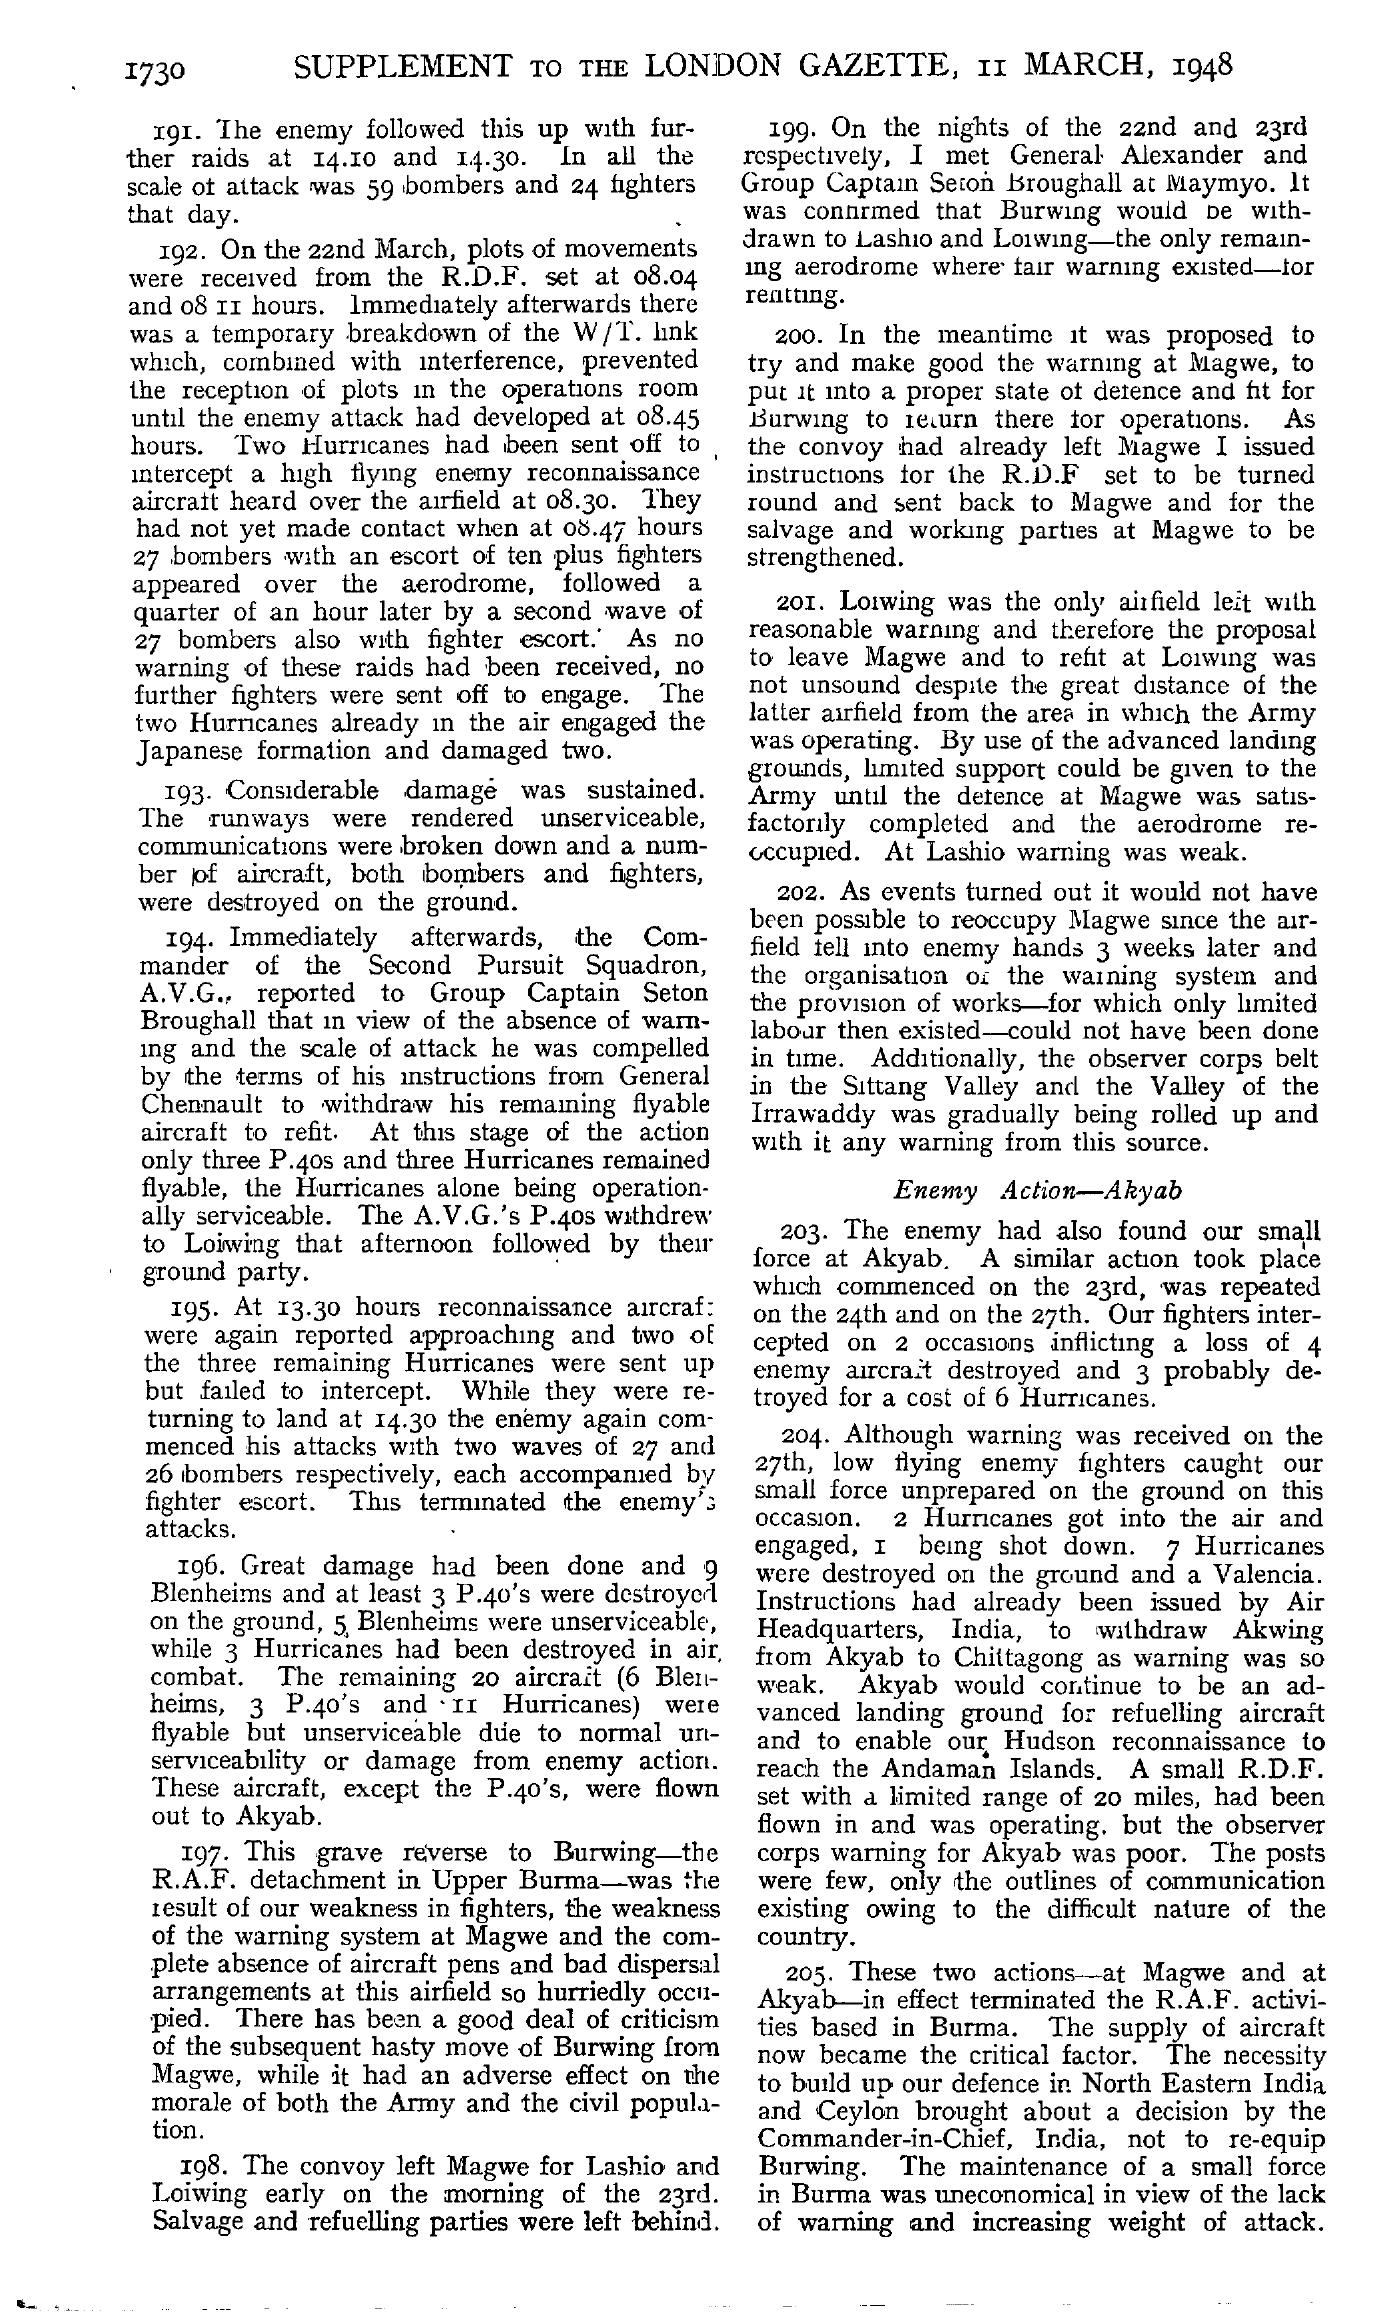 1730 SUPPLEMENT TO THE LONDON GAZETTE, 11 MARCH, 1948
191. The enemy followed this up with fur-
ther raids at 14.10 and 14.30. In all the
scale of attack was 59 bombers and 24 fighters
that day.
192. On the 22nd March, plots of movements
were received from the R.D.F. set at 08.04
and 08 11 hours. Immediately afterwards there
was a temporary breakdown of the W/T. link
which, combined with interference, prevented
the reception of plots in the operations room
until the enemy attack had developed at 08.45
hours. Two Hurricanes had been sent off to
intercept a high flying enemy reconnaissance
aircraft heard over the airfield at 08.30. They
had not yet made contact when at 08.47 hours
27 bombers with an escort of ten plus fighters
appeared over the aerodrome, followed a
quarter of an hour later by a second wave of
27 bombers also with fighter escort. As no
warning of these raids had been received, no
further fighters were sent off to engage. The
two Hurricanes already in the air engaged the
Japanese formation and damaged two.
193. Considerable damage was sustained.
The runways were rendered unserviceable,
communications were broken down and a num-
ber of aircraft, both bombers and fighters,
were destroyed on the ground.
194. Immediately afterwards, the Com-
mander of the Second Pursuit Squadron,
A.V.G., reported to Group Captain Seton
Broughall that in view of the absence of warn-
ing and the scale of attack he was compelled
by the terms of his instructions from General
Chennault to withdraw his remaining flyable
aircraft to refit. At this stage of the action
only three P.40s and three Hurricanes remained
flyable, the Hurricanes alone being operation-
ally serviceable. The A.V.G.'s P.40s withdrew
to Loiwing that afternoon followed by their
ground party.
195. At 13.30 hours reconnaissance aircraft
were again reported approaching and two of
the three remaining Hurricanes were sent up
but failed to intercept. While they were re-
turning to land at 14.30 the enemy again com-
menced his attacks with two waves of 27 and
26 bombers respectively, each accompanied by
fighter escort. This terminated the enemy's
attacks.
196. Great damage had been done and 9
Blenheims and at least 3 P.40's were destroyed
on the ground, 5 Blenheims were unserviceable,
while 3 Hurricanes had been destroyed in air
combat. The remaining 20 aircraft (6 Blen-
heims, 3 P.40's and 11 Hurricanes) were
flyable but unserviceable due to normal un-
serviceability or damage from enemy action.
These aircraft, except the P.40's, were flown
out to Akyab.
197. This grave reverse to Burwing—the
R.A.F. detachment in Upper Burma—was the
result of our weakness in fighters, the weakness
of the warning system at Magwe and the com-
plete absence of aircraft pens and bad dispersal
arrangements at this airfield so hurriedly occu-
pied. There has been a good deal of criticism
of the subsequent hasty move of Burwing from
Magwe, while it had an adverse effect on the
morale of both the Army and the civil popula-
tion.
198. The convoy left Magwe for Lashio and
Loiwing early on the morning of the 23rd.
Salvage and refuelling parties were left behind.
199. On the nights of the 22nd and 23rd
respectively, I met General Alexander and
Group Captain Seton Broughall at Maymyo. It
was confirmed that Burwing would be with-
drawn to Lashio and Loiwing—the only remain-
ing aerodrome where fair warning existed—for
refitting.
200. In the meantime it was proposed to
try and make good the warning at Magwe, to
put it into a proper state of defence and fit for
Burwing to return there for operations. As
the convoy had already left Magwe I issued
instructions for the R.D.F set to be turned
round and sent back to Magwe and for the
salvage and working parties at Magwe to be
strengthened.
201. Loiwing was the only airfield left with
reasonable warning and therefore the proposal
to leave Magwe and to refit at Loiwing was
not unsound despite the great distance of the
latter airfield from the area in which the Army
was operating. By use of the advanced landing
grounds, limited support could be given to the
Army until the defence at Magwe was satis-
factorily completed and the aerodrome re-
occupied. At Lashio warning was weak.
202. As events turned out it would not have
been possible to reoccupy Magwe since the air-
field fell into enemy hands 3 weeks later and
the organisation of the warning system and
the provision of works—for which only limited
labour then existed—could not have been done
in time. Additionally, the observer corps belt
in the Sittang Valley and the Valley of the
Irrawaddy was gradually being rolled up and
with it any warning from this source.
Enemy Action—Akyab
203. The enemy had also found our small
force at Akyab. A similar action took place
which commenced on the 23rd, was repeated
on the 24th and on the 27th. Our fighters inter-
cepted on 2 occasions inflicting a loss of 4
enemy aircraft destroyed and 3 probably de-
troyed for a cost of 6 Hurricanes.
204. Although warning was received on the
27th, low flying enemy fighters caught our
small force unprepared on the ground on this
occasion. 2 Hurricanes got into the air and
engaged, 1 being shot down. 7 Hurricanes
were destroyed on the ground and a Valencia.
Instructions had already been issued by Air
Headquarters, India, to withdraw Akwing
from Akyab to Chittagong as warning was so
weak. Akyab would continue to be an ad-
vanced landing ground for refuelling aircraft
and to enable our Hudson reconnaissance to
reach the Andaman Islands. A small R.D.F.
set with a limited range of 20 miles, had been
flown in and was operating, but the observer
corps warning for Akyab was poor. The posts
were few, only the outlines of communication
existing owing to the difficult nature of the
country.
205. These two actions—at Magwe and at
Akyab—in effect terminated the R.A.F. activi-
ties based in Burma. The supply of aircraft
now became the critical factor. The necessity
to build up our defence in North Eastern India
and Ceylon brought about a decision by the
Commander-in-Chief, India, not to re-equip
Burwing. The maintenance of a small force
in Burma was uneconomical in view of the lack
of warning and increasing weight of attack.